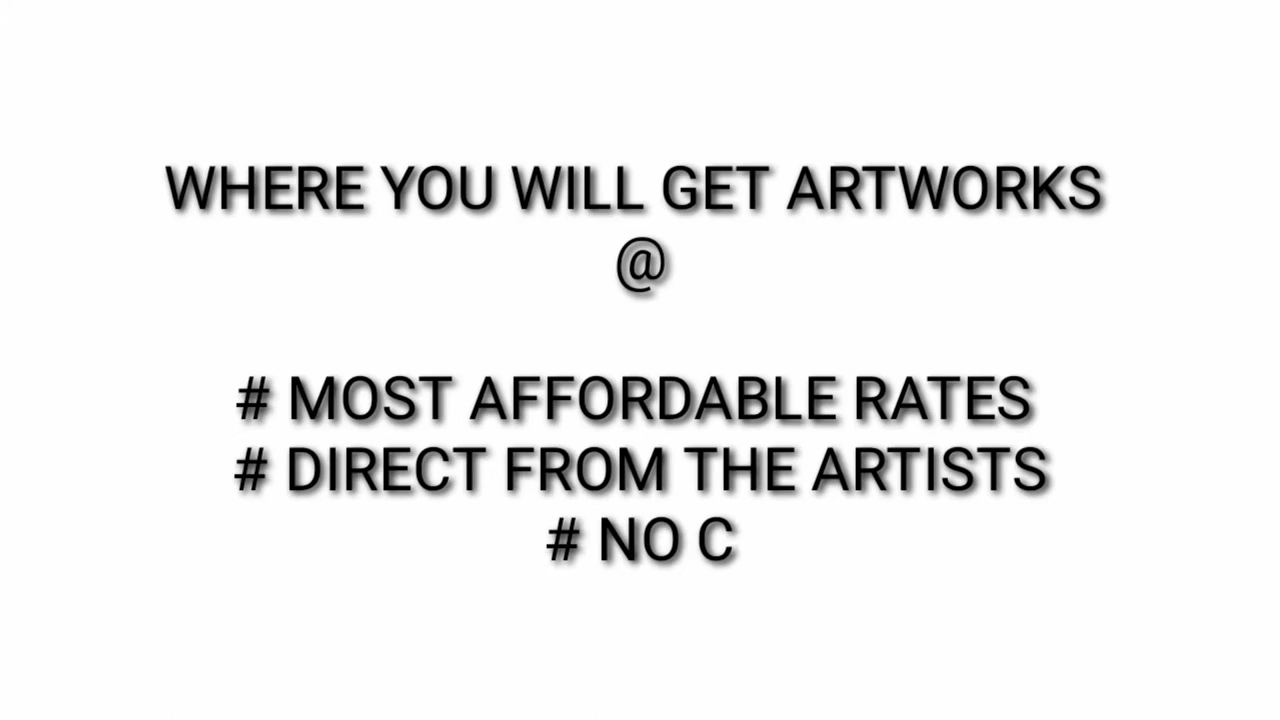 WHERE YOU WILL GET ARTWORKS
@
# MOST AFFORDABLE RATES
# DIRECT FROM THE ARTISTS
# NO C